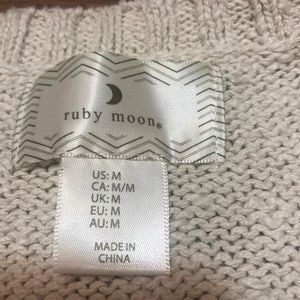 ruby moon®
US: M
CA: M/M
UK: M
EU: M
AU: M
MADE IN
CHINA